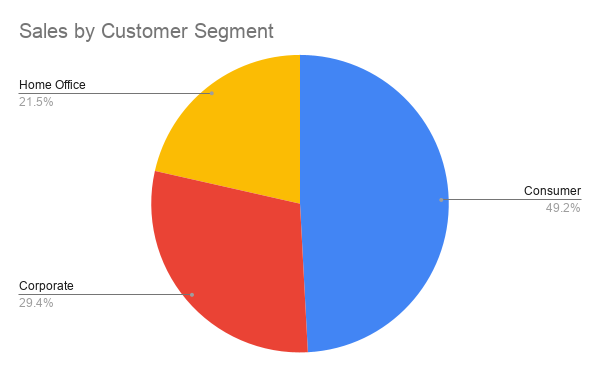 Sales by Customer Segment
Home Office
21.5%
Consumer
49.2%
Corporate
29.4%